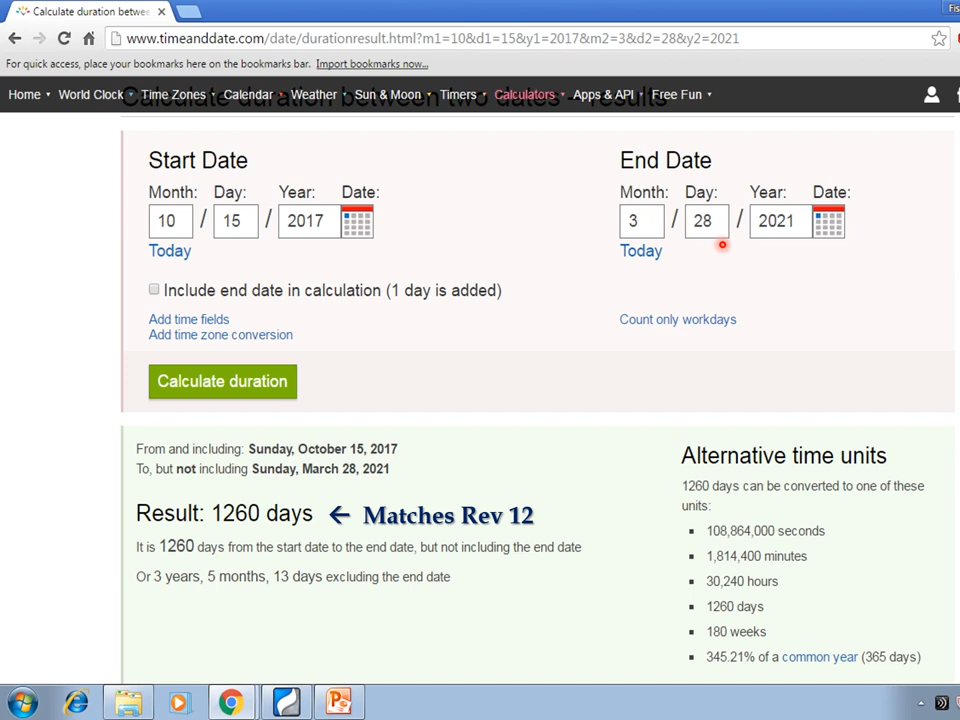 Calculate duration betwee
Fis
www.timeanddate.com/date/durationresult.html?m1=10&d1=15&y1=2017&m2=3&d2=28&y2=2021
For quick access, place your bookmarks here on the bookmarks bar. Import bookmarks now...
Calculate duration between two dates – results
Home World Clock Time Zones Calendar Weather Sun & Moon Timers Calculators Apps & API Free Fun
Start Date End Date
Month: Day: Year: Date: Month: Day: Year: Date:
10 / 15 / 2017 3 / 28 / 2021
Today Today
Include end date in calculation (1 day is added)
Add time fields Count only workdays
Add time zone conversion
Calculate duration
From and including: Sunday, October 15, 2017
To, but not including Sunday, March 28, 2021
Result: 1260 days ← Matches Rev 12
It is 1260 days from the start date to the end date, but not including the end date
Or 3 years, 5 months, 13 days excluding the end date
Alternative time units
1260 days can be converted to one of these
units:
108,864,000 seconds
1,814,400 minutes
30,240 hours
1260 days
180 weeks
345.21% of a common year (365 days)